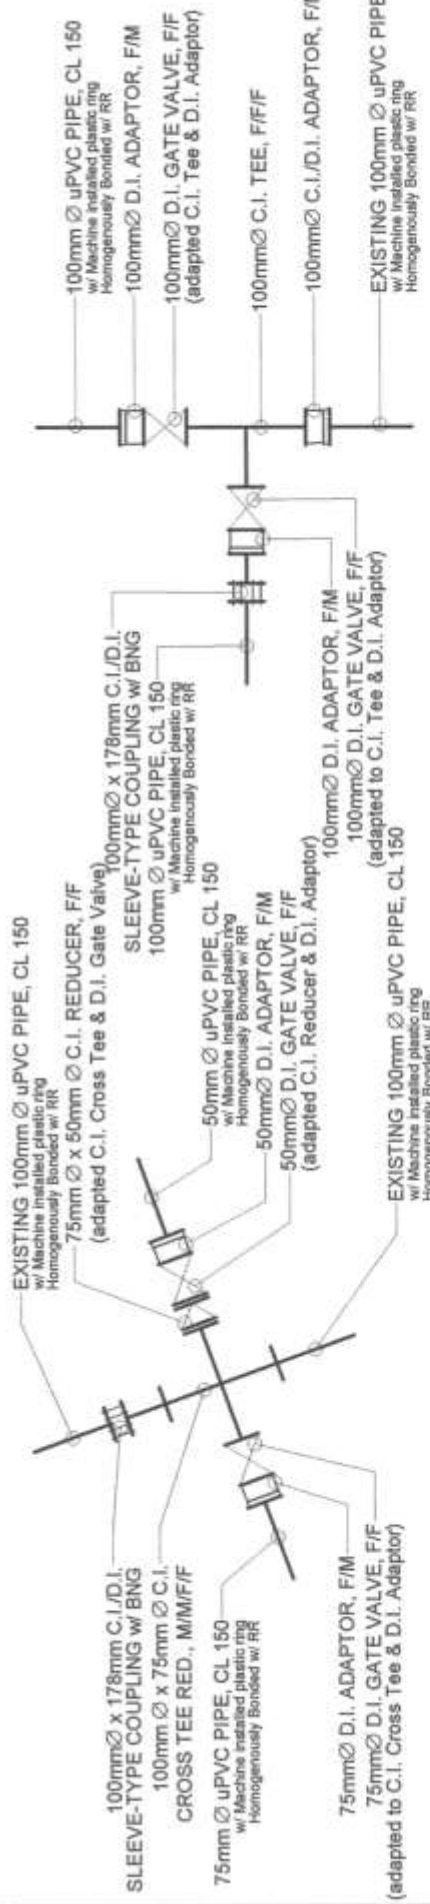 EXISTING 100mm Ø uPVC PIPE, CL 150
w/ Machine installed plastic ring
Homogenously Bonded w/ RR
75mm Ø x 50mm Ø C.I. REDUCER, F/F
(adapted C.I. Cross Tee & D.I. Gate Valve)
100mmØ x 178mm C.I./D.I.
SLEEVE-TYPE COUPLING w/ BNG
100mm Ø x 75mm Ø C.I.
CROSS TEE RED., M/M/F/F
75mm Ø uPVC PIPE, CL 150
w/ Machine installed plastic ring
Homogenously Bonded w/ RR
75mmØ D.I. ADAPTOR, F/M
75mmØ D.I. GATE VALVE, F/F
(adapted to C.I. Cross Tee & D.I. Adaptor)
50mm Ø uPVC PIPE, CL 150
w/ Machine installed plastic ring
Homogenously Bonded w/ RR
50mmØ D.I. ADAPTOR, F/M
50mmØ D.I. GATE VALVE, F/F
(adapted C.I. Reducer & D.I. Adaptor)
EXISTING 100mm Ø uPVC PIPE, CL 150
w/ Machine installed plastic ring
Homogenously Bonded w/ RR
100mmØ x 178mm C.I./D.I.
SLEEVE-TYPE COUPLING w/ BNG
100mm Ø uPVC PIPE, CL 150
w/ Machine installed plastic ring
Homogenously Bonded w/ RR
100mmØ D.I. ADAPTOR, F/M
100mmØ D.I. GATE VALVE, F/F
(adapted to C.I. Tee & D.I. Adaptor)
100mm Ø uPVC PIPE, CL 150
w/ Machine installed plastic ring
Homogenously Bonded w/ RR
100mmØ D.I. ADAPTOR, F/M
100mmØ D.I. GATE VALVE, F/F
(adapted C.I. Tee & D.I. Adaptor)
100mmØ C.I. TEE, F/F/F
100mmØ C.I./D.I. ADAPTOR,
EXISTING 100mm Ø uPVC PIPE
w/ Machine installed plastic ring
Homogenously Bonded w/ RR